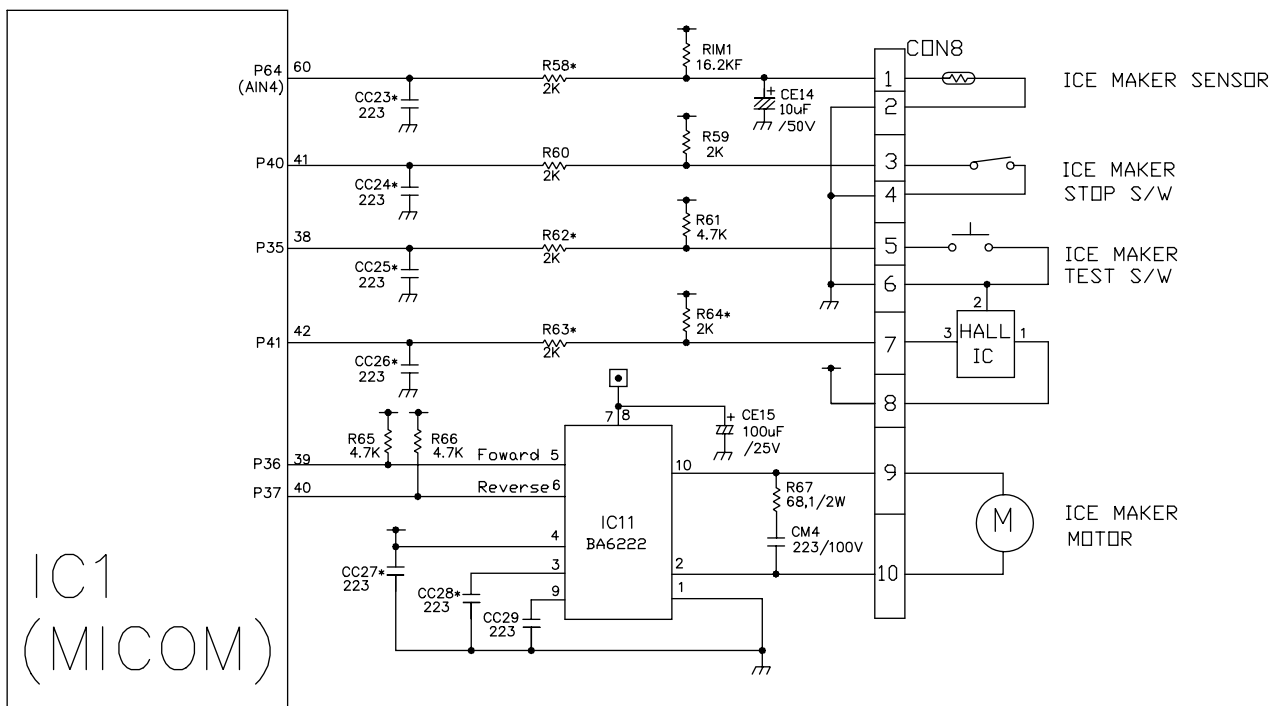 CON8
P64
(AIN4)
60
R58*
2K
RIM1
16.2KF
CC23*
223
+ CE14
10uF
/50V
1
2
ICE MAKER SENSOR
P40
41
R60
2K
R59
2K
CC24*
223
3
4
ICE MAKER
STOP S/W
P35
38
R62*
2K
R61
4.7K
CC25*
223
5
6
ICE MAKER
TEST S/W
P41
42
R63*
2K
R64*
2K
CC26*
223
7
8
2
3
HALL
IC
1
7
8
+ CE15
100uF
/25V
R65
4.7K
R66
4.7K
P36
39
Foward 5
P37
40
Reverse 6
4
3
9
IC11
BA6222
10
2
1
R67
68,1/2W
CM4
223/100V
9
10
M
ICE MAKER
MOTOR
CC27*
223
CC28*
223
CC29
223
IC1
(MICOM)